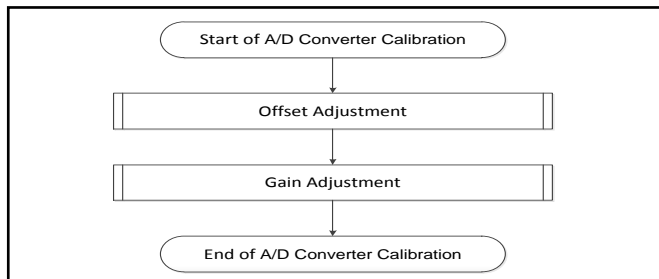 Start of A/D Converter Calibration
Offset Adjustment
Gain Adjustment
End of A/D Converter Calibration